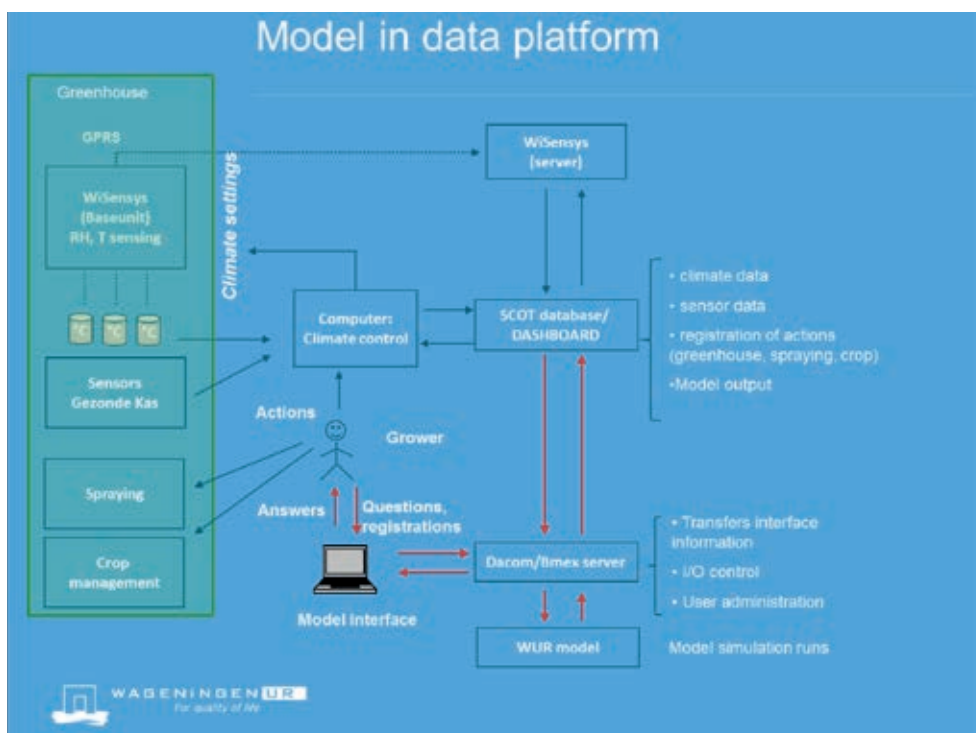 Model in data platform
Greenhouse
GPRS
WiSensys
(Baseunit)
RH, T sensing
°C °C °C
Sensors
Gezonde Kas
Spraying
Crop
management
Climate settings
WiSensys
(server)
Computer:
Climate control
SCOT database/
DASHBOARD
• climate data
• sensor data
• registration of actions
(greenhouse, spraying, crop)
•Model output
Actions
Grower
Answers
Questions,
registrations
Model interface
Dacom/Bmex server
• Transfers interface
information
• I/O control
• User administration
WUR model
Model simulation runs
WAGENINGEN UR
For quality of life